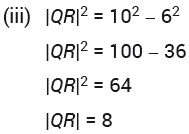 (iii) |QR|² = 10² – 6²
|QR|² = 100 – 36
|QR|² = 64
|QR| = 8